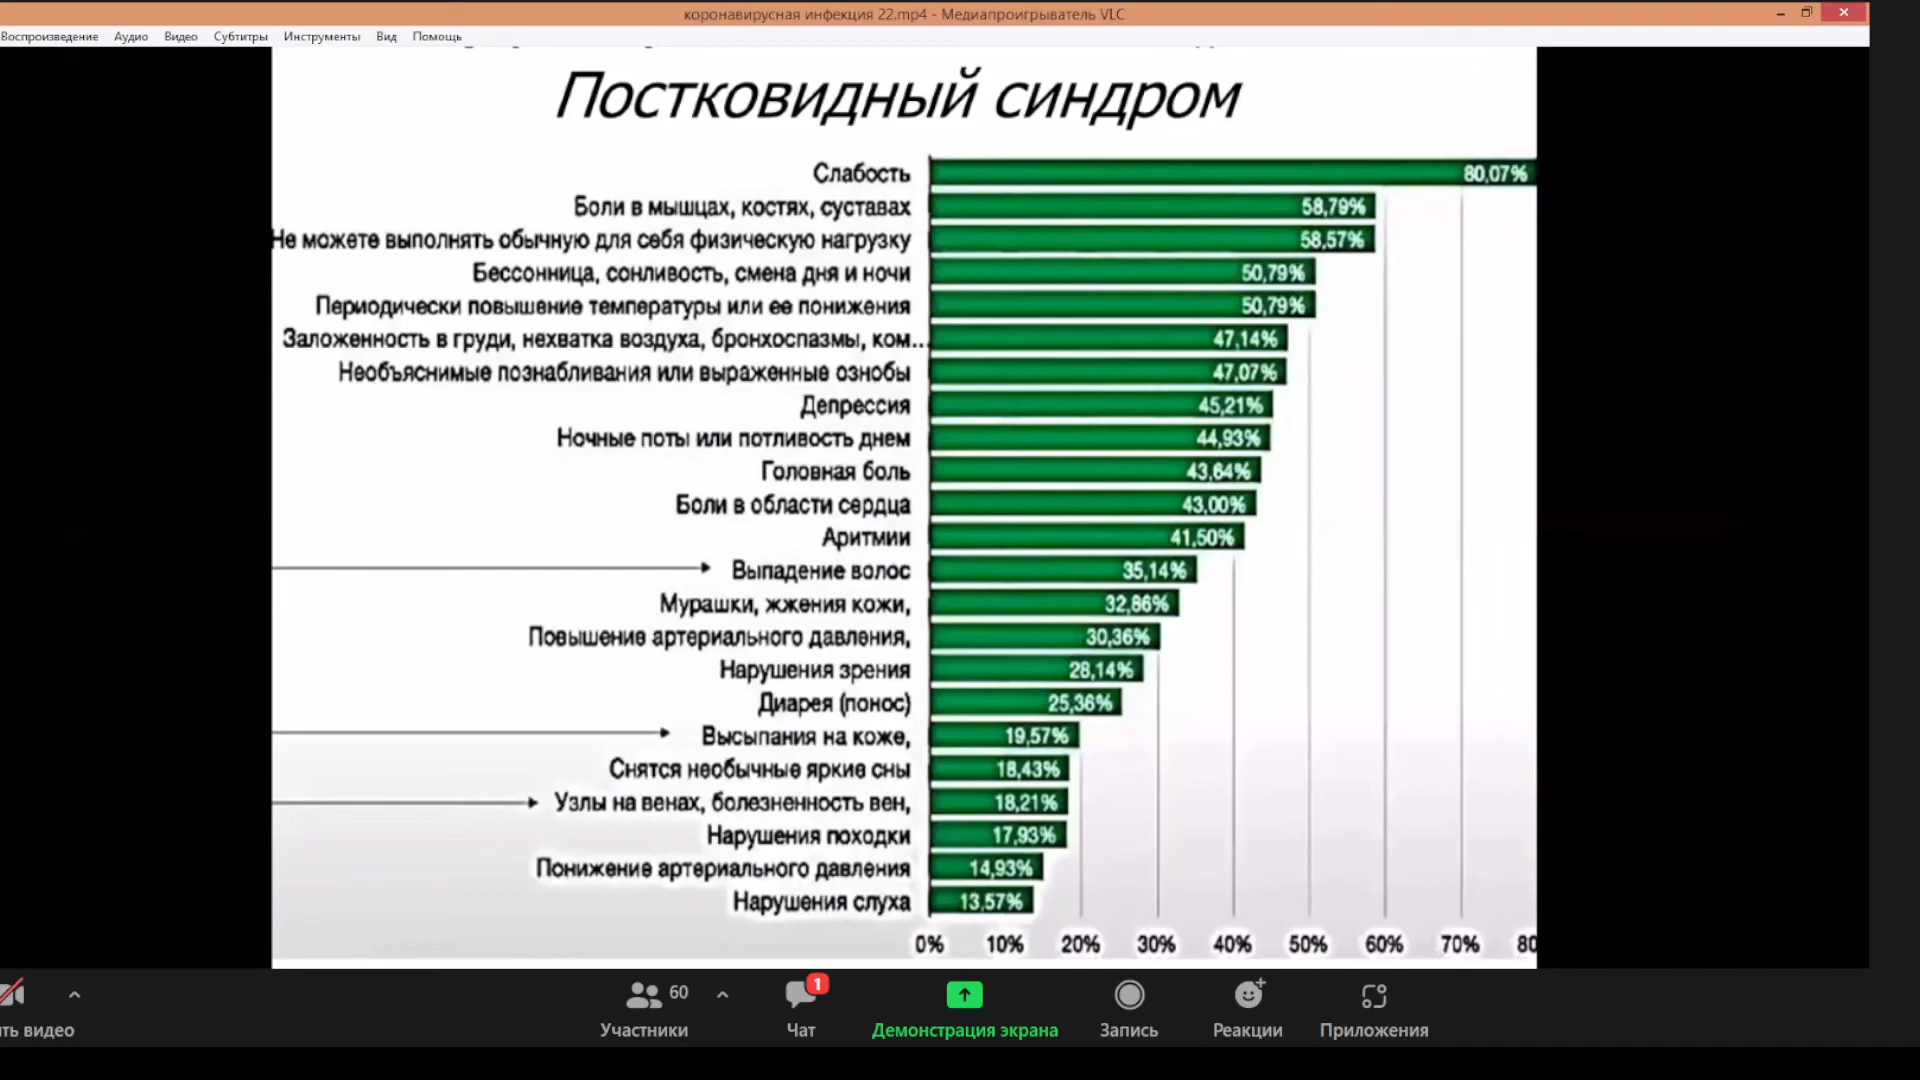 коронавирусная инфекция 22.mp4 - Медиапроигрыватель VLC
Воспроизведение Аудио Видео Субтитры Инструменты Вид Помощь
Постковидный синдром
Слабость 80,07%
Боли в мышцах, костях, суставах 58,79%
Не можете выполнять обычную для себя физическую нагрузку 58,57%
Бессонница, сонливость, смена дня и ночи 50,79%
Периодически повышение температуры или ее понижения 50,79%
Заложенность в груди, нехватка воздуха, бронхоспазмы, ком... 47,14%
Необъяснимые познабливания или выраженные ознобы 47,07%
Депрессия 45,21%
Ночные поты или потливость днем 44,93%
Головная боль 43,64%
Боли в области сердца 43,00%
Аритмии 41,50%
Выпадение волос 35,14%
Мурашки, жжения кожи, 32,86%
Повышение артериального давления, 30,36%
Нарушения зрения 28,14%
Диарея (понос) 25,36%
Высыпания на коже, 19,57%
Снятся необычные яркие сны 18,43%
Узлы на венах, болезненность вен, 18,21%
Нарушения походки 17,93%
Понижение артериального давления 14,93%
Нарушения слуха 13,57%
0% 10% 20% 30% 40% 50% 60% 70% 80
60 1
ть видео Участники Чат Демонстрация экрана Запись Реакции Приложения